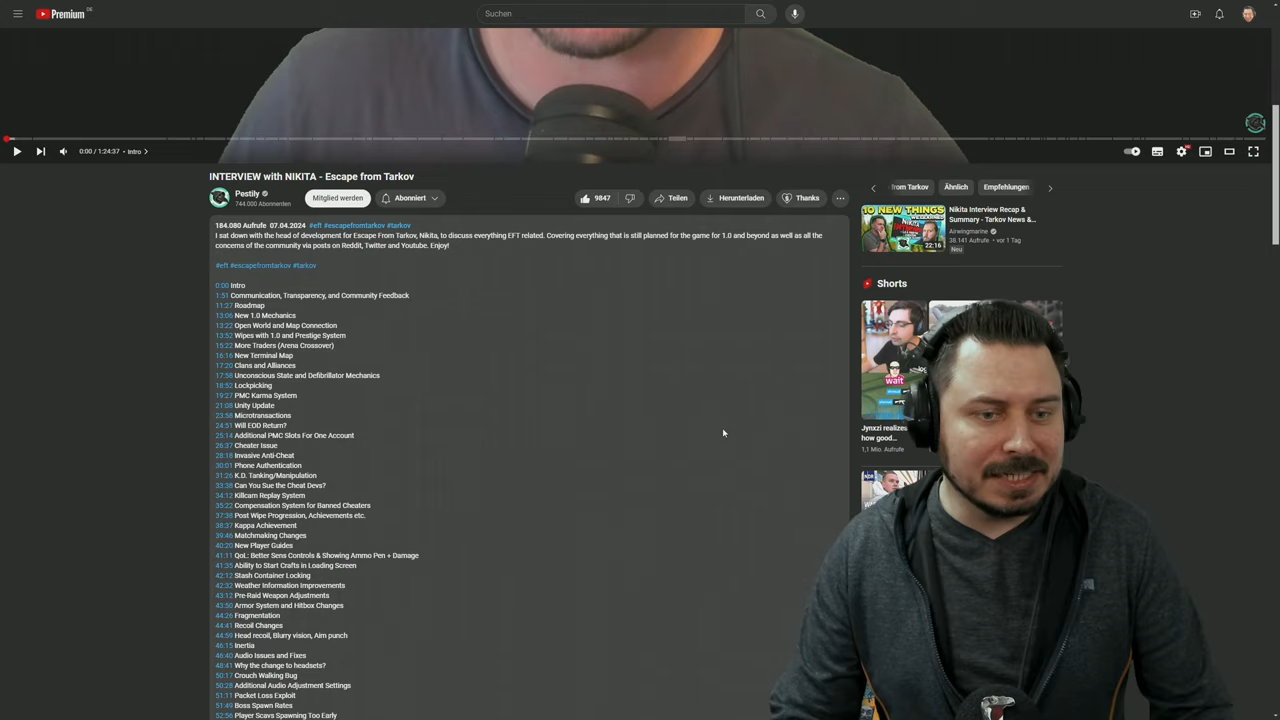 Premium DE
Suchen
0:00 / 1:24:37 • Intro
INTERVIEW with NIKITA - Escape from Tarkov
Pestily
744.000 Abonnenten
Mitglied werden
Abonniert
9847
Teilen
Herunterladen
Thanks
from Tarkov
Ähnlich
Empfehlungen
10 NEW THINGS
22:16
Nikita Interview Recap &
Summary - Tarkov News &...
Airwingmarine
38.141 Aufrufe • vor 1 Tag
Neu
184.080 Aufrufe 07.04.2024 #eft #escapefromtarkov #tarkov
I sat down with the head of development for Escape From Tarkov, Nikita, to discuss everything EFT related. Covering everything that is still planned for the game for 1.0 and beyond as well as all the
concerns of the community via posts on Reddit, Twitter and Youtube. Enjoy!
#eft #escapefromtarkov #tarkov
0:00 Intro
1:51 Communication, Transparency, and Community Feedback
11:27 Roadmap
13:06 New 1.0 Mechanics
13:22 Open World and Map Connection
13:52 Wipes with 1.0 and Prestige System
15:22 More Traders (Arena Crossover)
16:16 New Terminal Map
17:20 Clans and Alliances
17:58 Unconscious State and Defibrillator Mechanics
18:52 Lockpicking
19:27 PMC Karma System
21:08 Unity Update
23:58 Microtransactions
24:51 Will EOD Return?
25:14 Additional PMC Slots For One Account
26:37 Cheater Issue
28:18 Invasive Anti-Cheat
30:01 Phone Authentication
31:26 K.D. Tanking/Manipulation
33:38 Can You Sue the Cheat Devs?
34:12 Killcam Replay System
35:22 Compensation System for Banned Cheaters
37:38 Post Wipe Progression, Achievements etc.
38:37 Kappa Achievement
39:46 Matchmaking Changes
40:20 New Player Guides
41:11 QoL: Better Sens Controls & Showing Ammo Pen + Damage
41:35 Ability to Start Crafts in Loading Screen
42:12 Stash Container Locking
42:32 Weather Information Improvements
43:12 Pre-Raid Weapon Adjustments
43:50 Armor System and Hitbox Changes
44:26 Fragmentation
44:41 Recoil Changes
44:59 Head recoil, Blurry vision, Aim punch
46:15 Inertia
46:40 Audio Issues and Fixes
48:41 Why the change to headsets?
50:17 Crouch Walking Bug
50:28 Additional Audio Adjustment Settings
51:11 Packet Loss Exploit
51:49 Boss Spawn Rates
52:56 Player Scavs Spawning Too Early
Shorts
wait
Jynxzi realizes
how good...
1,1 Mio. Aufrufe